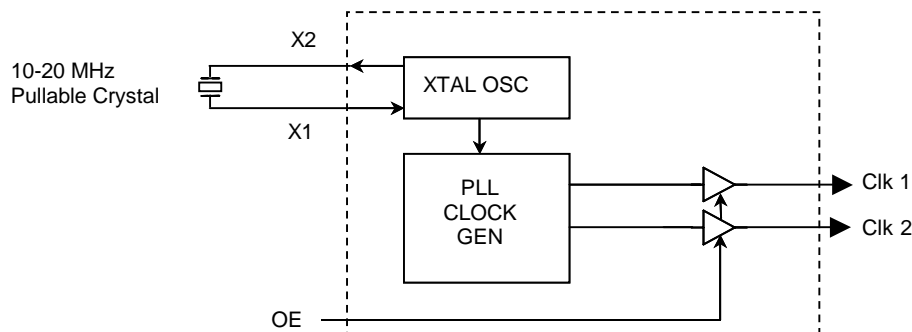 X2
10-20 MHz
Pullable Crystal
XTAL OSC
X1
PLL
CLOCK
GEN
Clk 1
Clk 2
OE